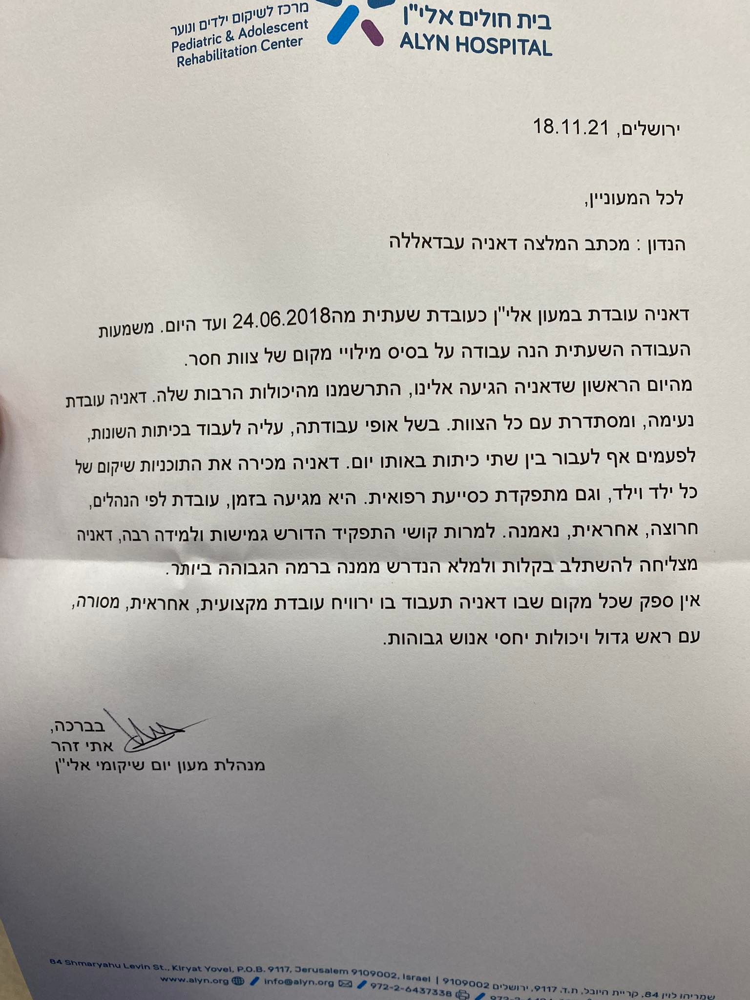 בית חולים אלי"ן
ALYN HOSPITAL
מרכז לשיקום ילדים ונוער
Pediatric & Adolescent
Rehabilitation Center
ירושלים, 18.11.21
לכל המעוניין,
הנדון : מכתב המלצה דאניה עבדאללה
דאניה עובדת במעון אלי"ן כעובדת שעתית מה24.06.2018 ועד היום. משמעות
העבודה השעתית הנה עבודה על בסיס מילויי מקום של צוות חסר.
מהיום הראשון שדאניה הגיעה אלינו, התרשמנו מהיכולות הרבות שלה. דאניה עובדת
נעימה, ומסתדרת עם כל הצוות. בשל אופי עבודתה, עליה לעבוד בכיתות השונות,
לפעמים אף לעבור בין שתי כיתות באותו יום. דאניה מכירה את התוכניות שיקום של
כל ילד וילד, וגם מתפקדת כסייעת רפואית. היא מגיעה בזמן, עובדת לפי הנהלים,
חרוצה, אחראית, נאמנה. למרות קושי התפקיד הדורש גמישות ולמידה רבה, דאניה
מצליחה להשתלב בקלות ולמלא הנדרש ממנה ברמה הגבוהה ביותר.
אין ספק שכל מקום שבו דאניה תעבוד בו ירוויח עובדת מקצועית, אחראית, מסורה,
עם ראש גדול ויכולות יחסי אנוש גבוהות.
בברכה,
אתי זהר
מנהלת מעון יום שיקומי אלי"ן
84 Shmaryahu Levin St., Kiryat Yovel, P.O.B. 9117, Jerusalem 9109002, Israel | שמריהו לוין 84, קריית היובל, ת.ד. 9117, ירושלים 9109002
www.alyn.org info@alyn.org 972-2-6437338